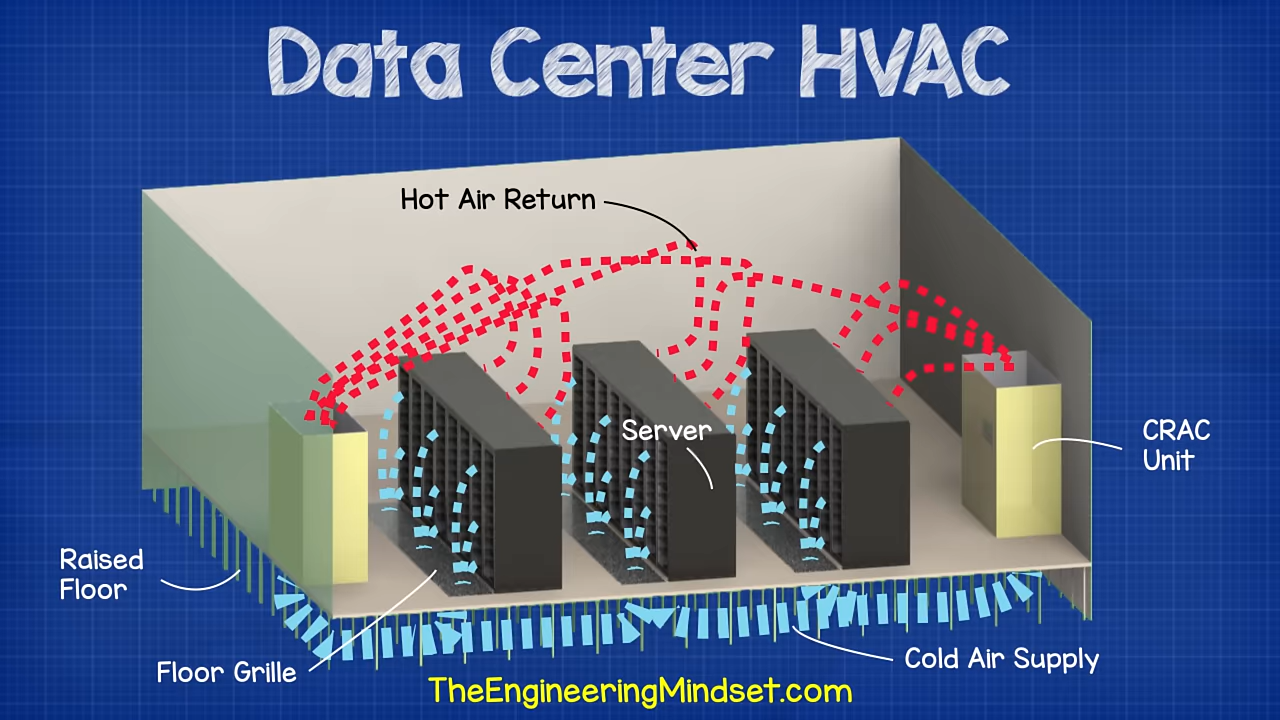 Data Center HVAC
Hot Air Return
Server
CRAC
Unit
Raised
Floor
Floor Grille
Cold Air Supply
TheEngineeringMindset.com